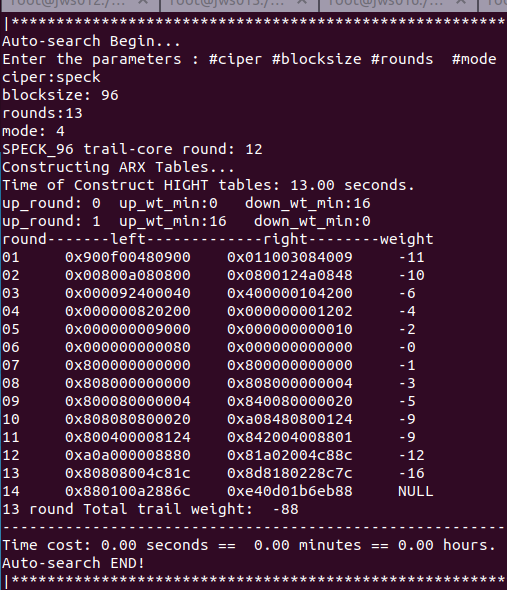 |*******************************************************
Auto-search Begin...
Enter the parameters : #ciper #blocksize #rounds  #mode
ciper:speck
blocksize: 96
rounds:13
mode: 4
SPECK_96 trail-core round: 12
Constructing ARX Tables...
Time of Construct HIGHT tables: 13.00 seconds.
up_round: 0  up_wt_min:0   down_wt_min:16
up_round: 1  up_wt_min:16   down_wt_min:0
round-------left-------------right--------weight
01     0x900f00480900    0x011003084009     -11
02     0x00800a080800    0x0800124a0848     -10
03     0x000092400040    0x400000104200     -6
04     0x000000820200    0x000000001202     -4
05     0x000000009000    0x000000000010     -2
06     0x000000000080    0x000000000000     -0
07     0x800000000000    0x800000000000     -1
08     0x808000000000    0x808000000004     -3
09     0x800080000004    0x840080000020     -5
10     0x808080800020    0xa08480800124     -9
11     0x800400008124    0x842004008801     -9
12     0xa0a000008880    0x81a02004c88c     -12
13     0x80808004c81c    0x8d8180228c7c     -16
14     0x880100a2886c    0xe40d01b6eb88     NULL
13 round Total trail weight:  -88
--------------------------------------------------------
Time cost: 0.00 seconds ==  0.00 minutes == 0.00 hours.
Auto-search END!
|*******************************************************